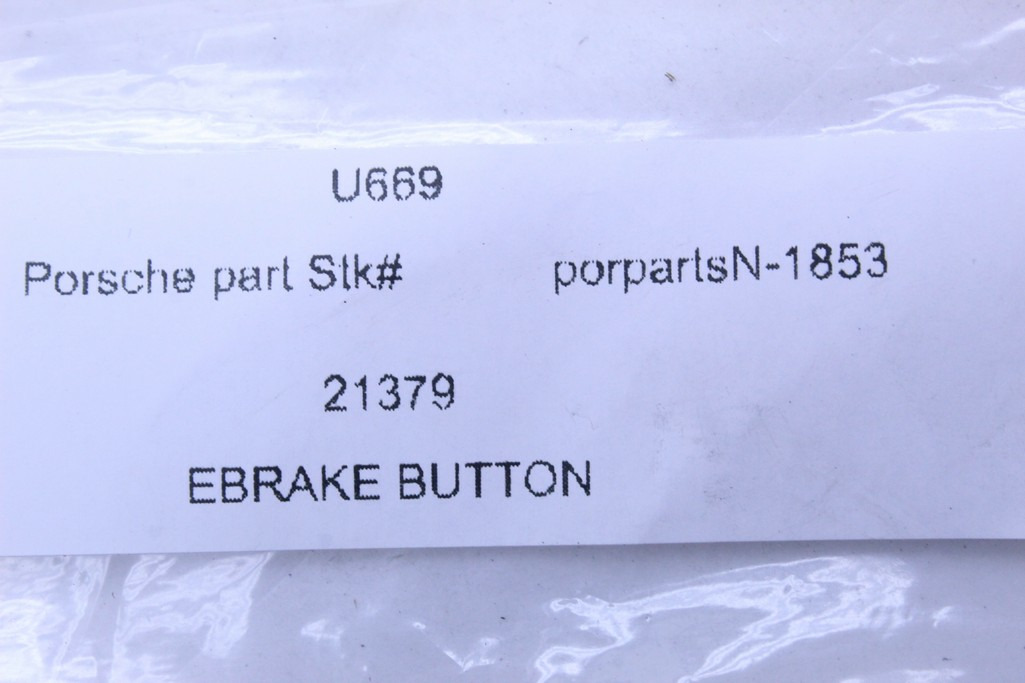 U669
Porsche part Stk# porpartsN-1853
21379
EBRAKE BUTTON